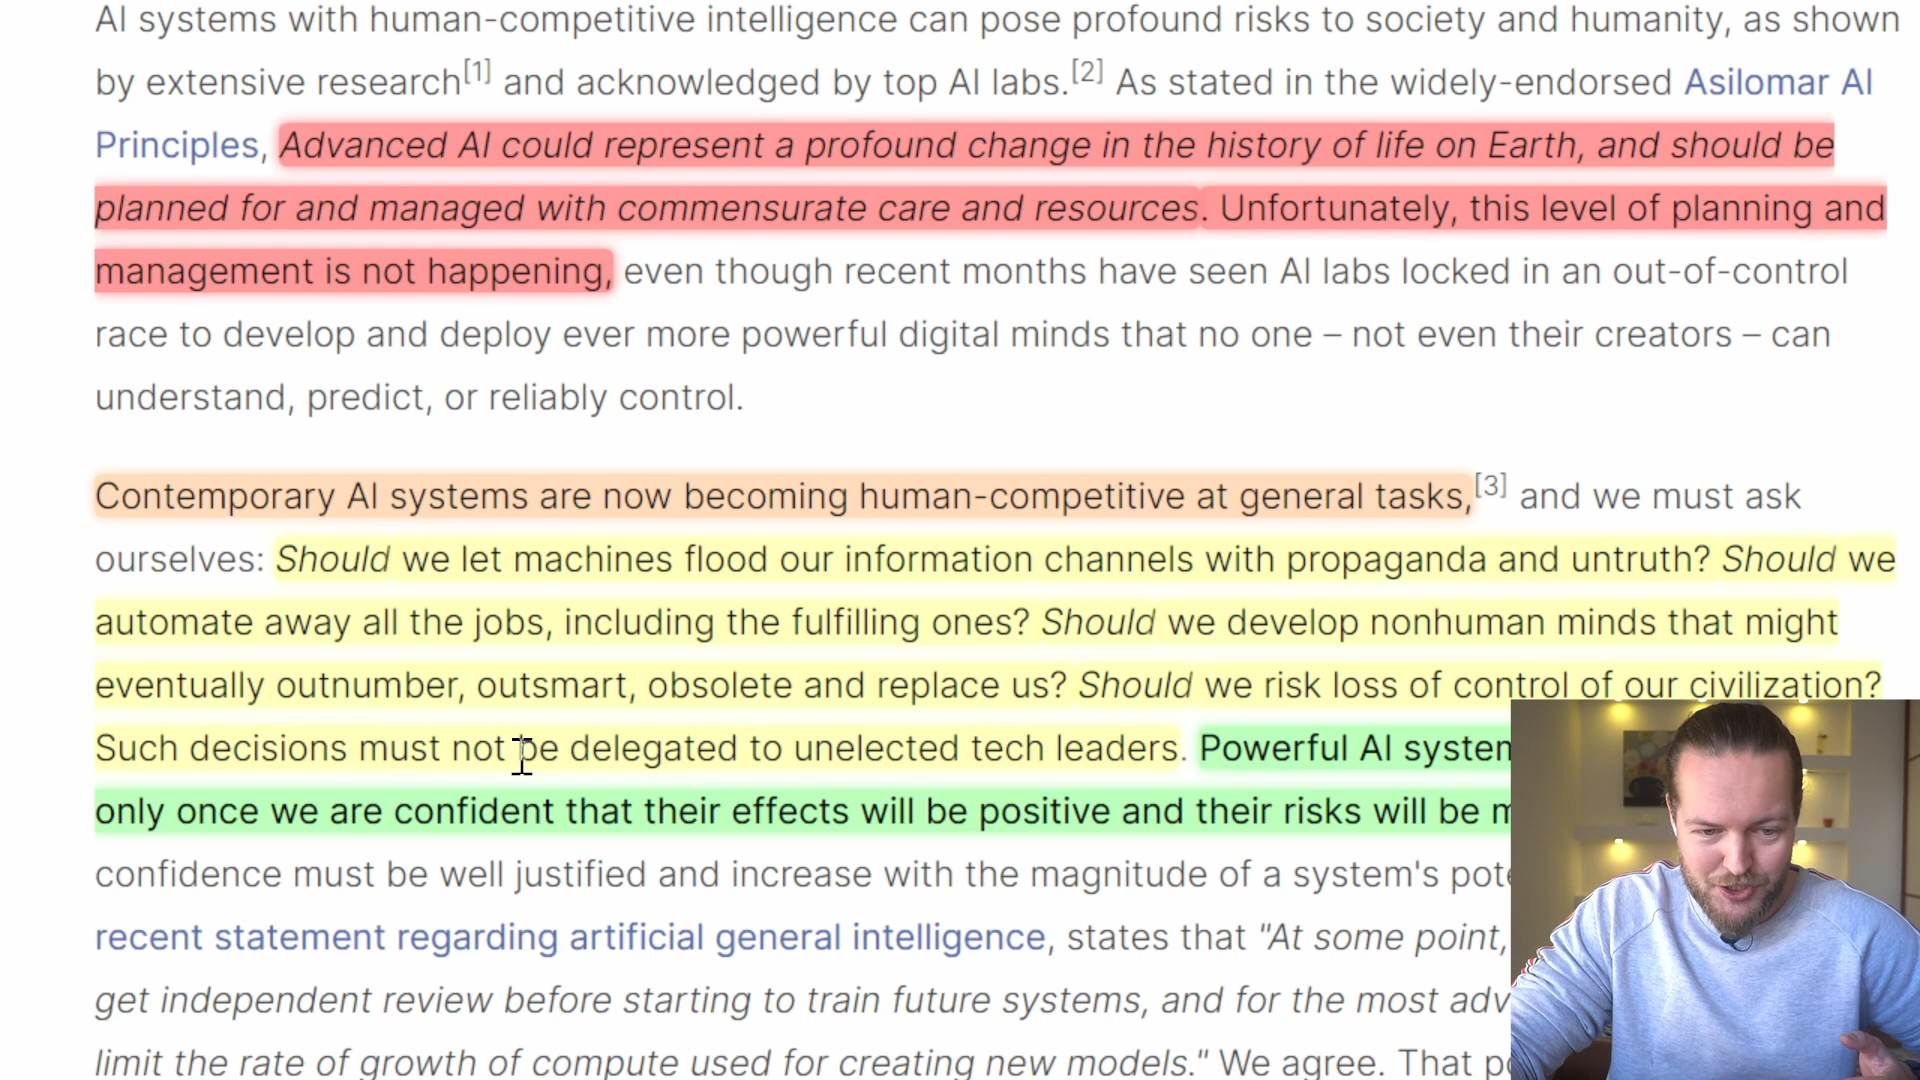 AI systems with human-competitive intelligence can pose profound risks to society and humanity, as shown
by extensive research[1] and acknowledged by top AI labs.[2] As stated in the widely-endorsed Asilomar AI
Principles, Advanced AI could represent a profound change in the history of life on Earth, and should be
planned for and managed with commensurate care and resources. Unfortunately, this level of planning and
management is not happening, even though recent months have seen AI labs locked in an out-of-control
race to develop and deploy ever more powerful digital minds that no one – not even their creators – can
understand, predict, or reliably control.
Contemporary AI systems are now becoming human-competitive at general tasks,[3] and we must ask
ourselves: Should we let machines flood our information channels with propaganda and untruth? Should we
automate away all the jobs, including the fulfilling ones? Should we develop nonhuman minds that might
eventually outnumber, outsmart, obsolete and replace us? Should we risk loss of control of our civilization?
Such decisions must not be delegated to unelected tech leaders. Powerful AI
only once we are confident that their effects will be positive and their risks will be
confidence must be well justified and increase with the magnitude of a system's
recent statement regarding artificial general intelligence, states that "At some point,
get independent review before starting to train future systems, and for the most
limit the rate of growth of compute used for creating new models." We agree. That